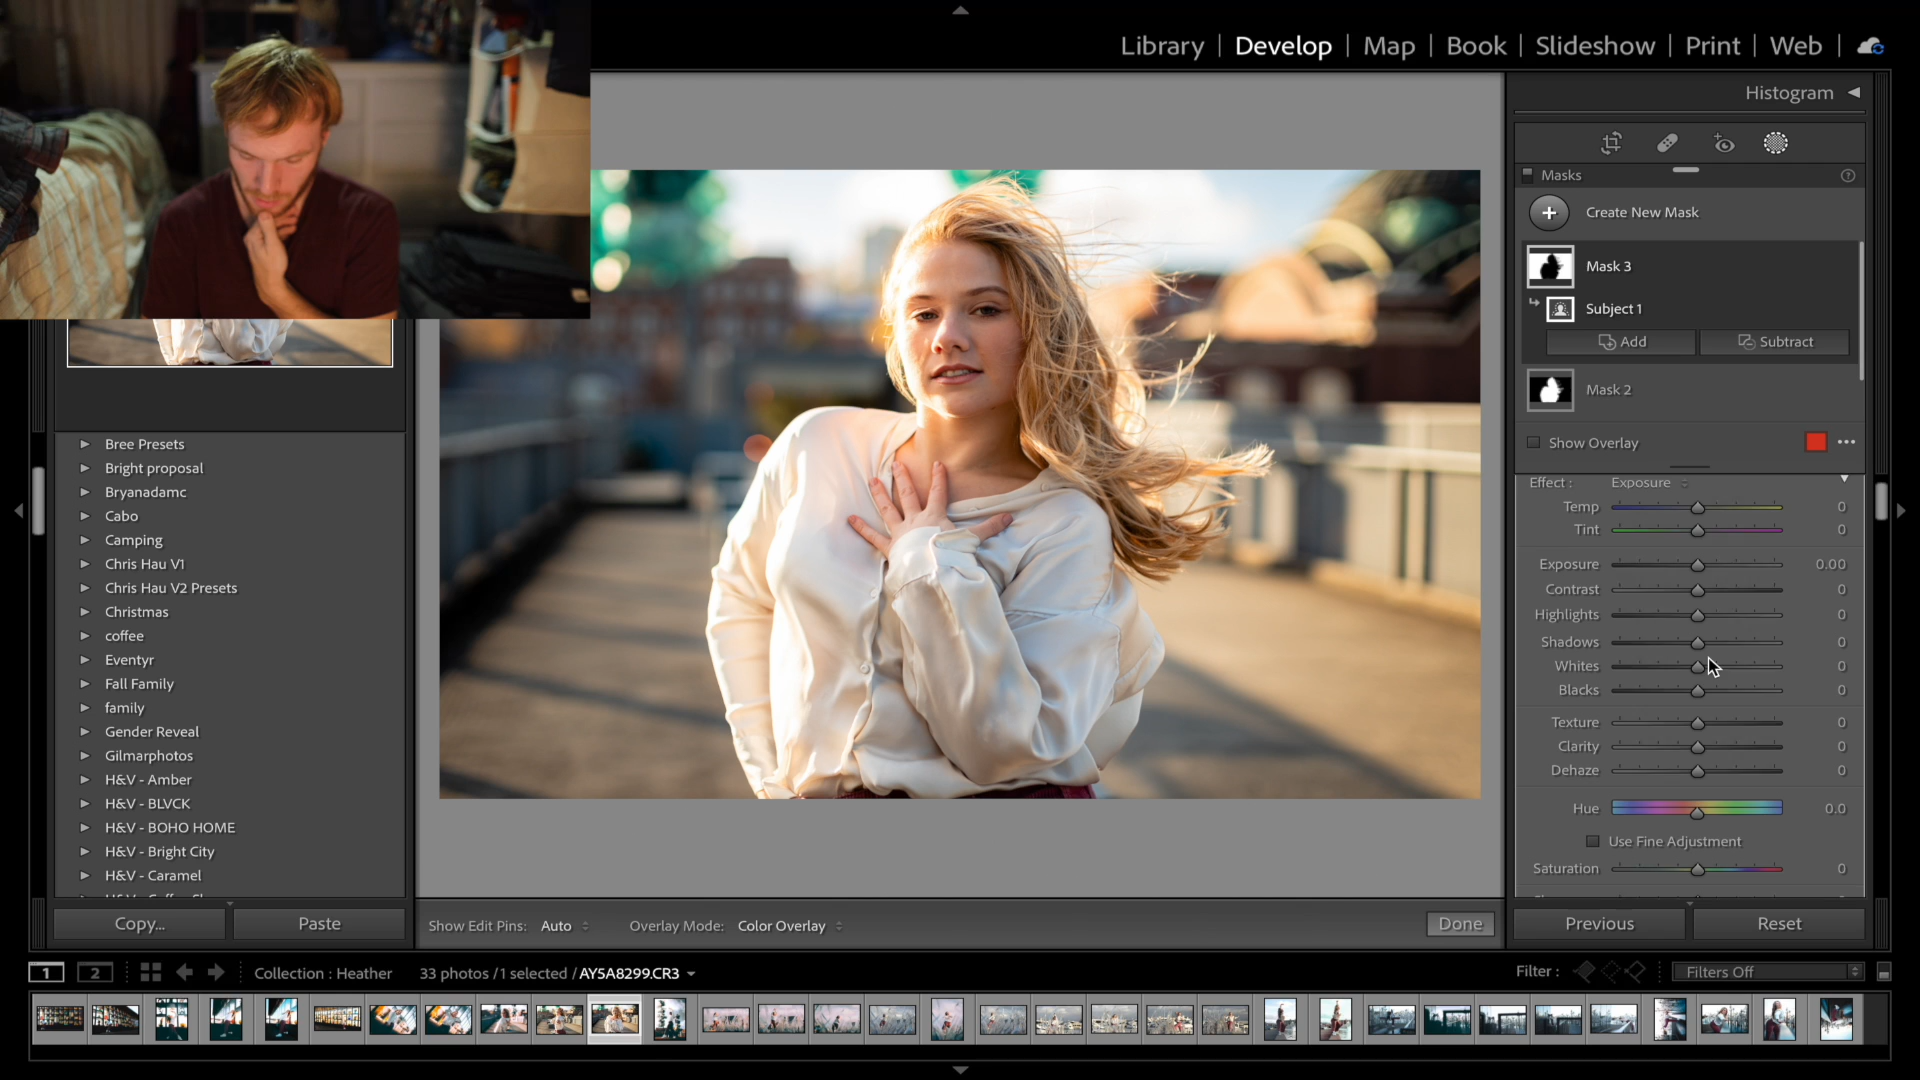 Library | Develop | Map | Book | Slideshow | Print | Web |
Histogram
Masks
Create New Mask
Mask 3
Subject 1
Add Subtract
Mask 2
Show Overlay
Effect : Exposure
Temp 0
Tint 0
Exposure 0.00
Contrast 0
Highlights 0
Shadows 0
Whites 0
Blacks 0
Texture 0
Clarity 0
Dehaze 0
Hue 0.0
Use Fine Adjustment
Saturation 0
Previous Reset
Bree Presets
Bright proposal
Bryanadamc
Cabo
Camping
Chris Hau V1
Chris Hau V2 Presets
Christmas
coffee
Eventyr
Fall Family
family
Gender Reveal
Gilmarphotos
H&V - Amber
H&V - BLVCK
H&V - BOHO HOME
H&V - Bright City
H&V - Caramel
Copy... Paste
Show Edit Pins: Auto Overlay Mode: Color Overlay Done
1 2 Collection : Heather 33 photos /1 selected /AY5A8299.CR3 Filter : Filters Off